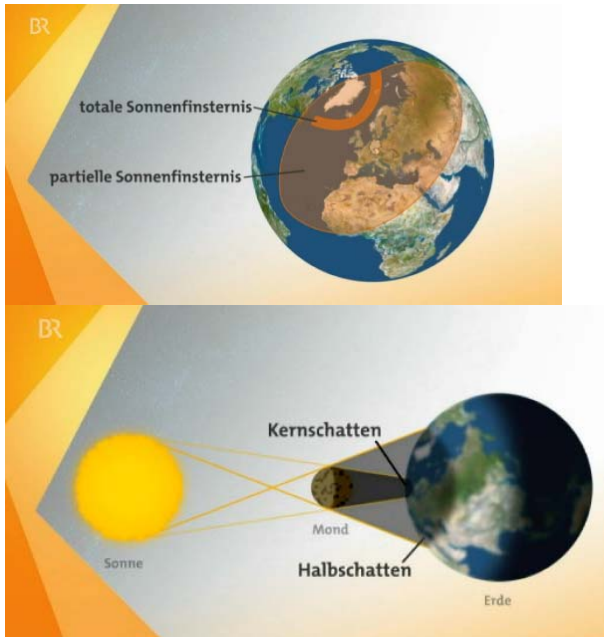 BR
totale Sonnenfinsternis
partielle Sonnenfinsternis
BR
Kernschatten
Mond
Sonne
Halbschatten
Erde